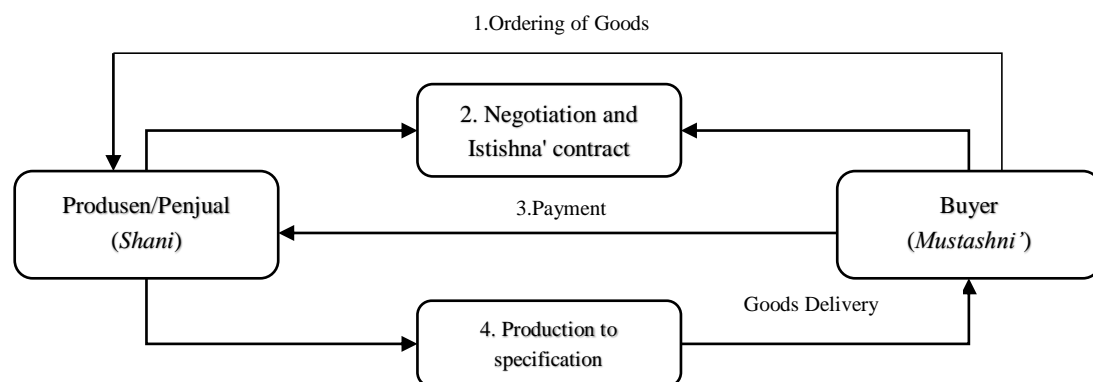 1.Ordering of Goods
2. Negotiation and
Istishna' contract
Produsen/Penjual
(Shani)
3.Payment
Buyer
(Mustashni’)
Goods Delivery
4. Production to
specification